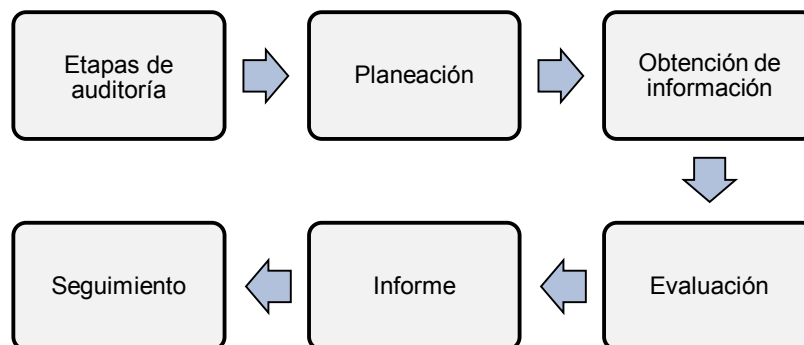 Etapas de
auditoría
Planeación
Obtención de
información
Evaluación
Informe
Seguimiento